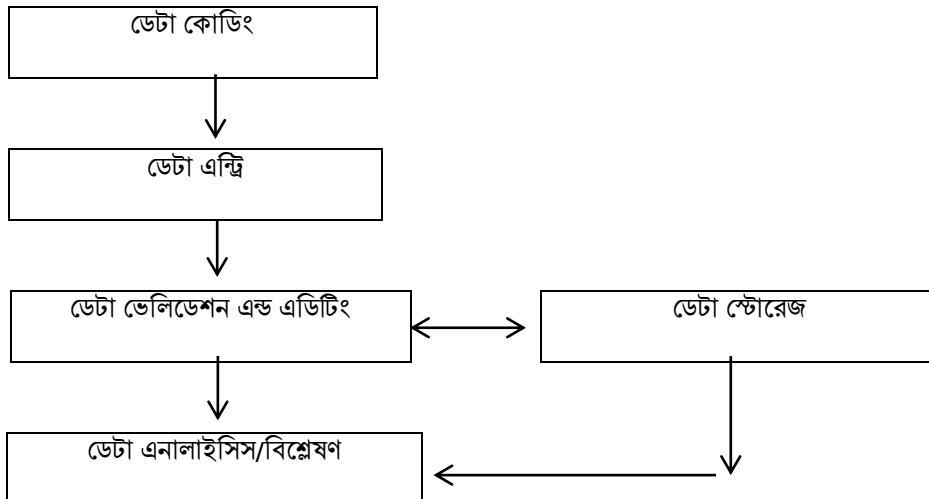 ডেটা কোডিং
ডেটা এন্ট্রি
ডেটা ভেলিডেশন এন্ড এডিটিং
ডেটা স্টোরেজ
ডেটা এনালাইসিস/বিশ্লেষণ